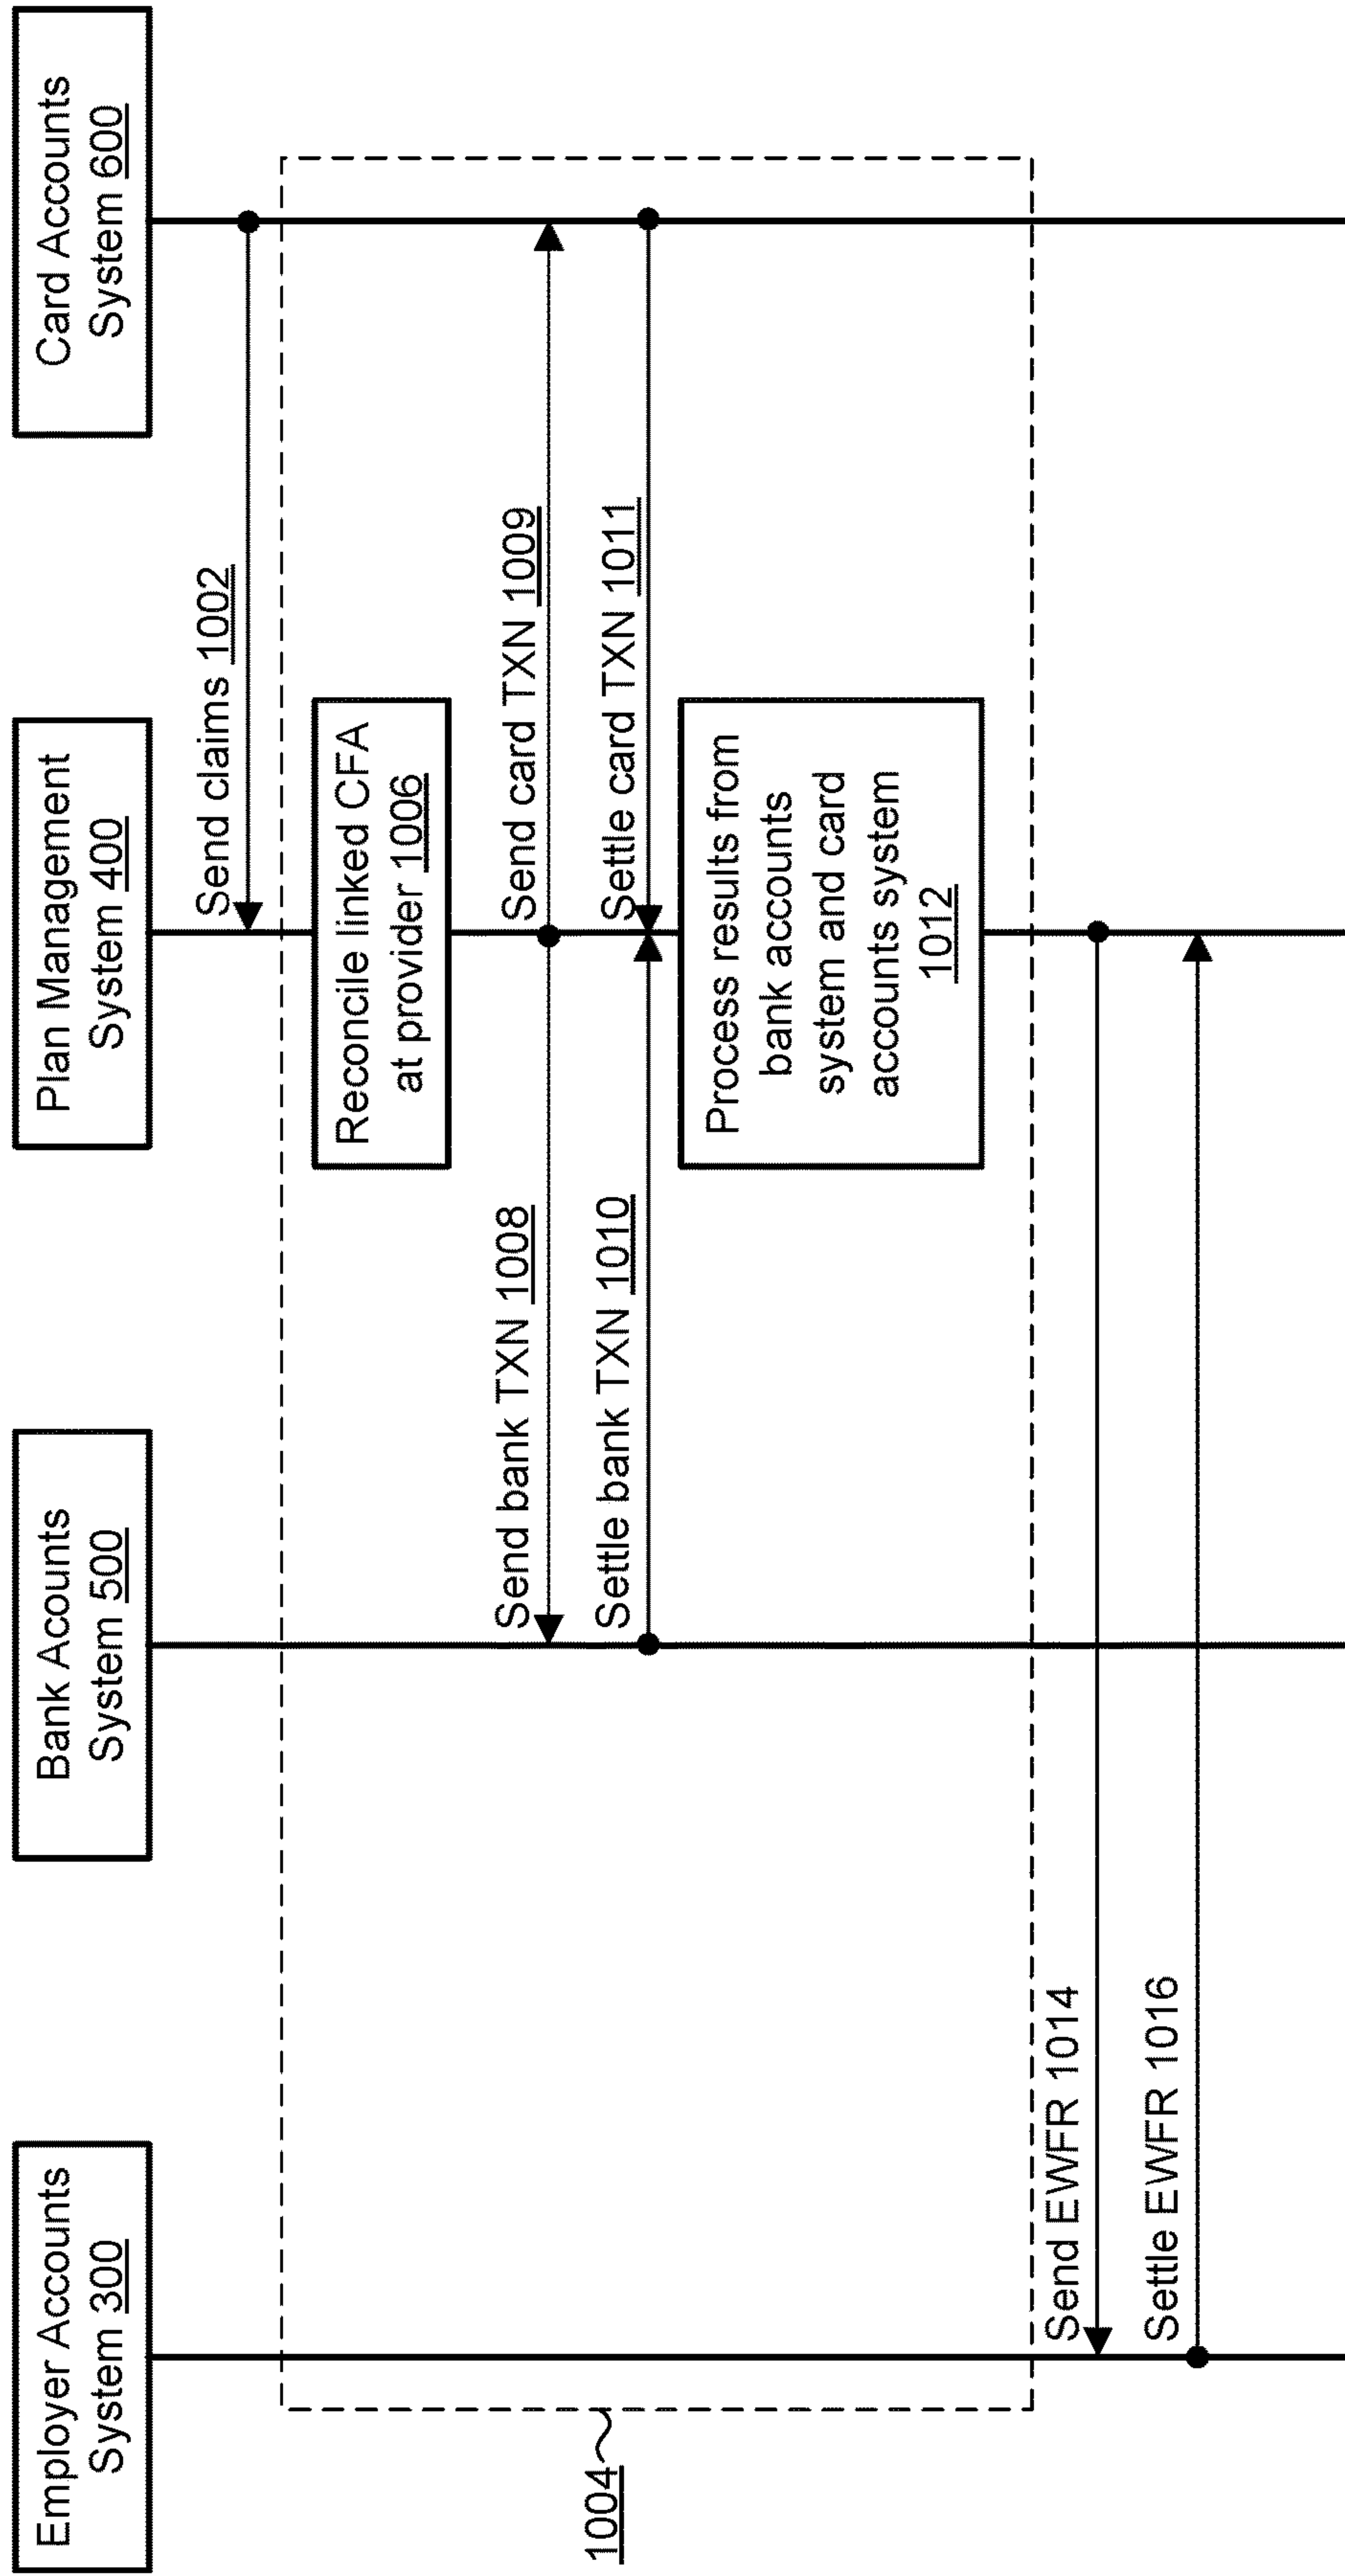 Employer Accounts
System 300
Bank Acounts
System 500
Plan Management
System 400
Card Accounts
System 600
Send claims 1002
1004
Reconcile linked CFA
at provider 1006
Send bank TXN 1008
Send card TXN 1009
Settle bank TXN 1010
Settle card TXN 1011
Process results from
bank accounts
system and card
accounts system
1012
Send EWFR 1014
Settle EWFR 1016